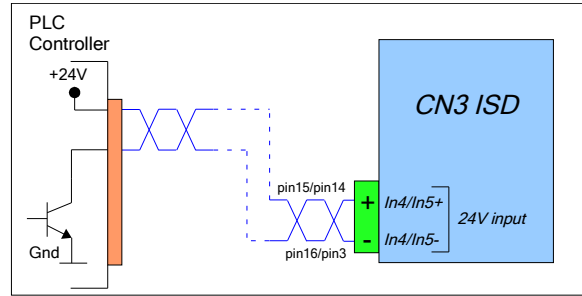 PLC
Controller
+24V
Gnd
CN3 ISD
pin15/pin14
+ In4/In5+
24V input
- In4/In5-
pin16/pin3